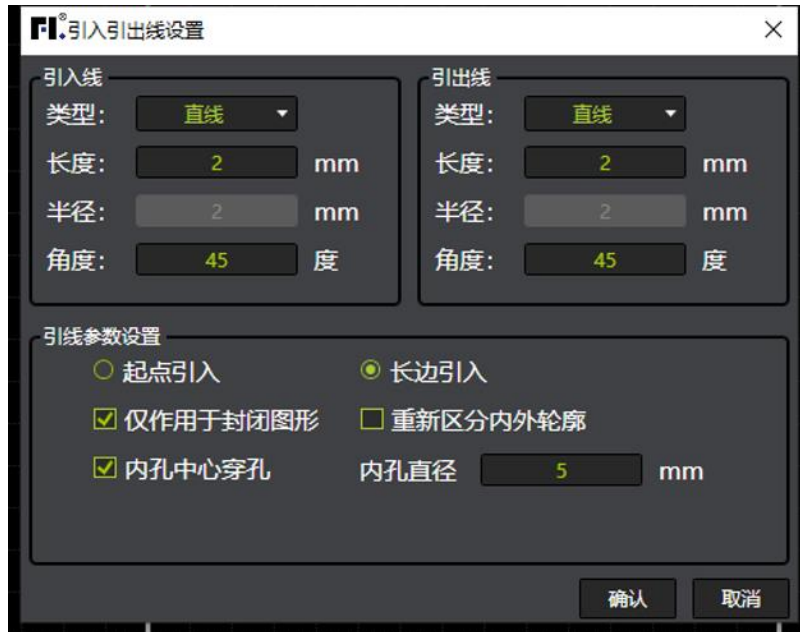 FL.® 引入引出线设置
引入线
类型： 直线
长度： 2 mm
半径： 2 mm
角度： 45 度
引出线
类型： 直线
长度： 2 mm
半径： 2 mm
角度： 45 度
引线参数设置
起点引入 长边引入
仅作用于封闭图形 重新区分内外轮廓
内孔中心穿孔 内孔直径 5 mm
确认 取消